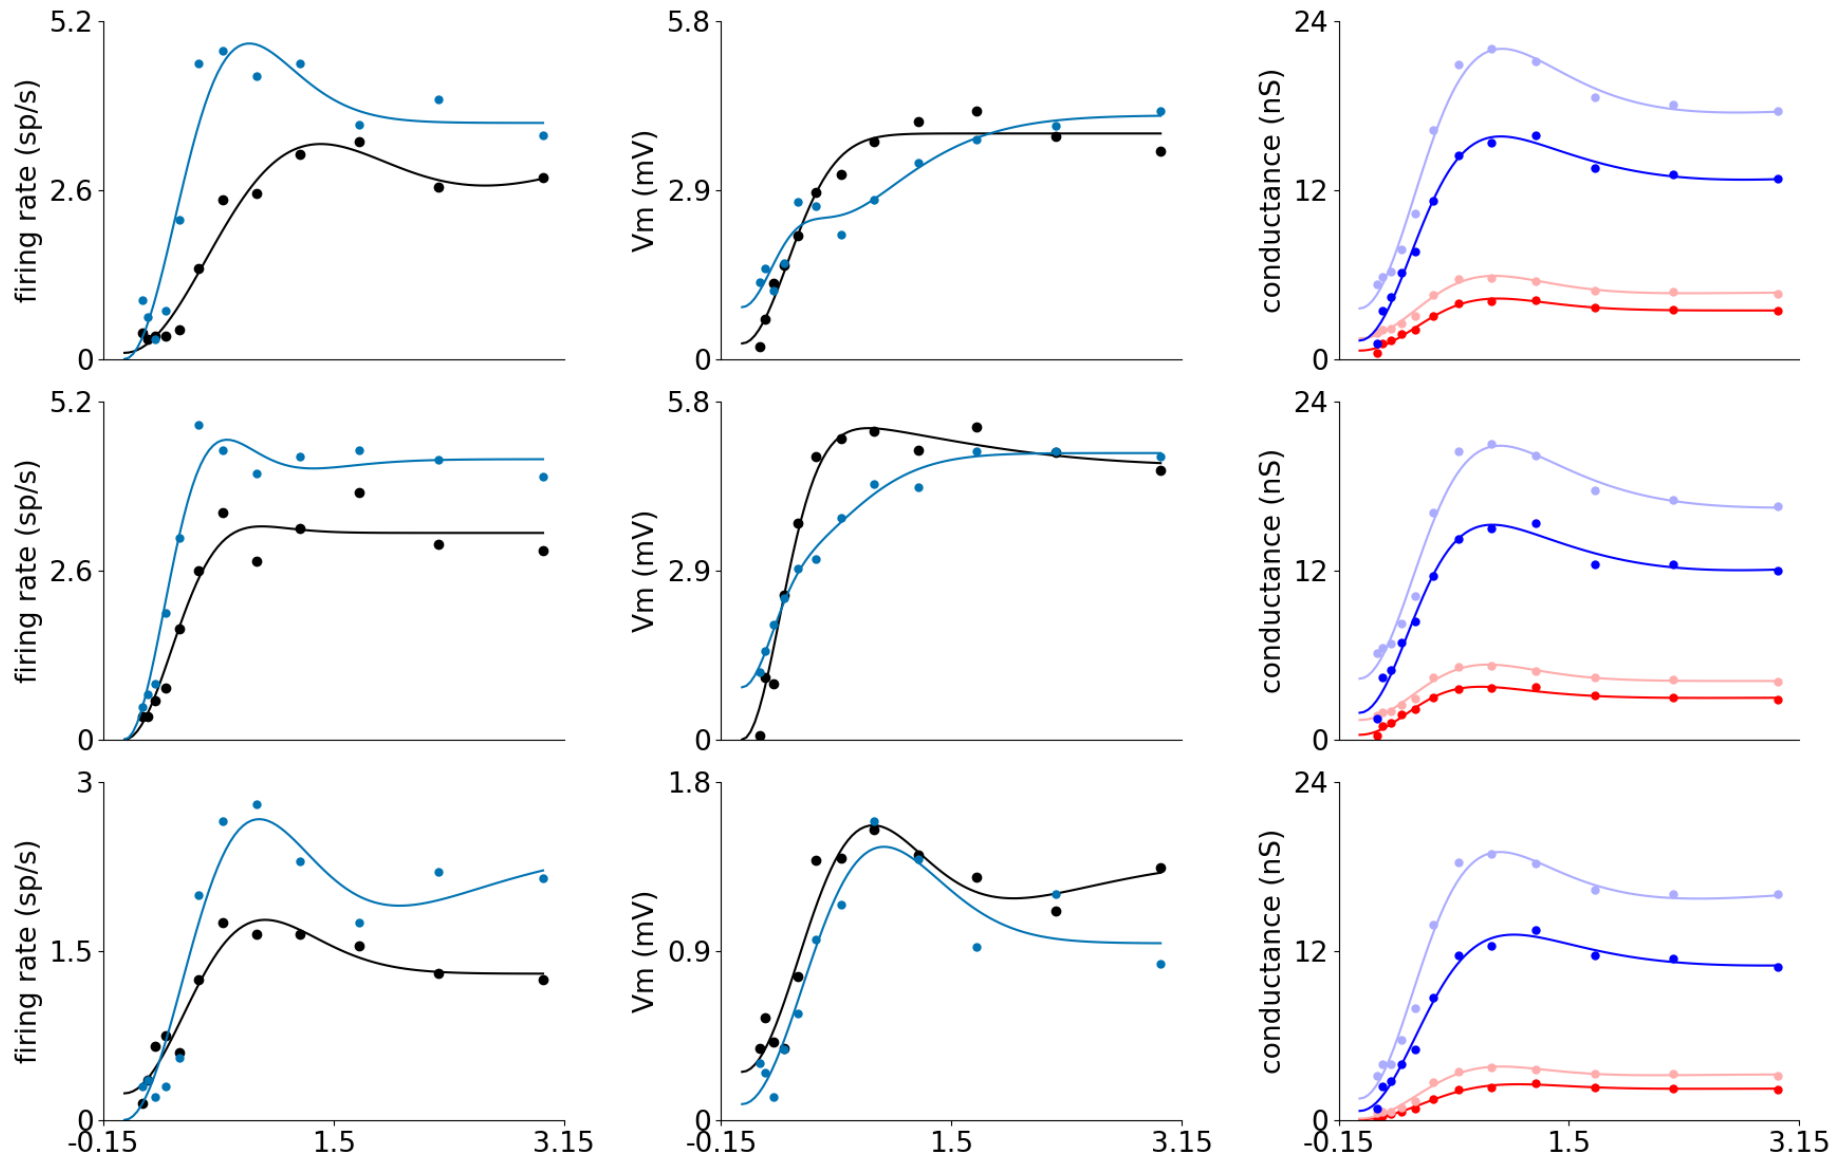 5.2
2.6
0
firing rate (sp/s)
5.8
2.9
0
Vm (mV)
24
12
0
conductance (nS)
5.2
2.6
0
firing rate (sp/s)
5.8
2.9
0
Vm (mV)
24
12
0
conductance (nS)
3
1.5
0
firing rate (sp/s)
-0.15 1.5 3.15
1.8
0.9
0
Vm (mV)
-0.15 1.5 3.15
24
12
0
conductance (nS)
-0.15 1.5 3.15